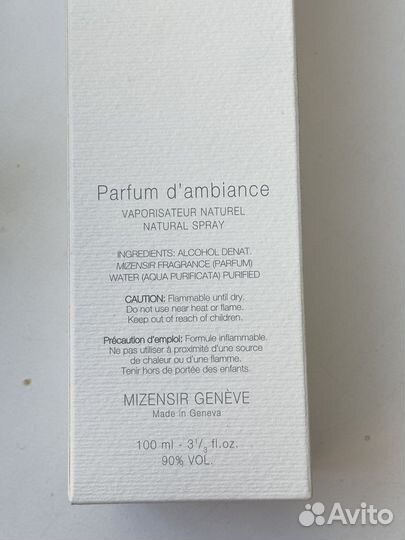 Parfum d'ambiance
VAPORISATEUR NATUREL
NATURAL SPRAY
INGREDIENTS: ALCOHOL DENAT.
MIZENSIR FRAGRANCE (PARFUM)
WATER (AQUA PURIFICATA) PURIFIED
CAUTION: Flammable until dry.
Do not use near heat or flame.
Keep out of reach of children.
Précaution d'emploi: Formule inflammable.
Ne pas utiliser à proximité d'une source
de chaleur ou d'une flamme.
Tenir hors de portée des enfants.
MIZENSIR GENÈVE
Made in Geneva
100 ml - 3 1/3 fl.oz.
90% VOL.
Avito